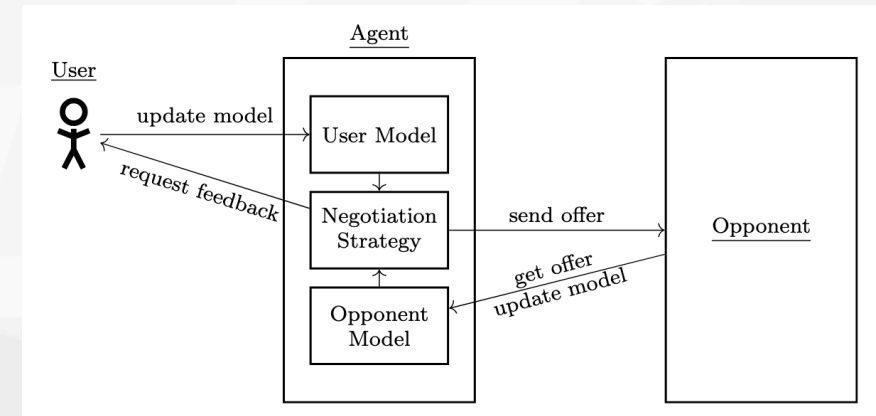 Agent
User
update model
User Model
request feedback
Negotiation
Strategy
send offer
Opponent
get offer
update model
Opponent
Model